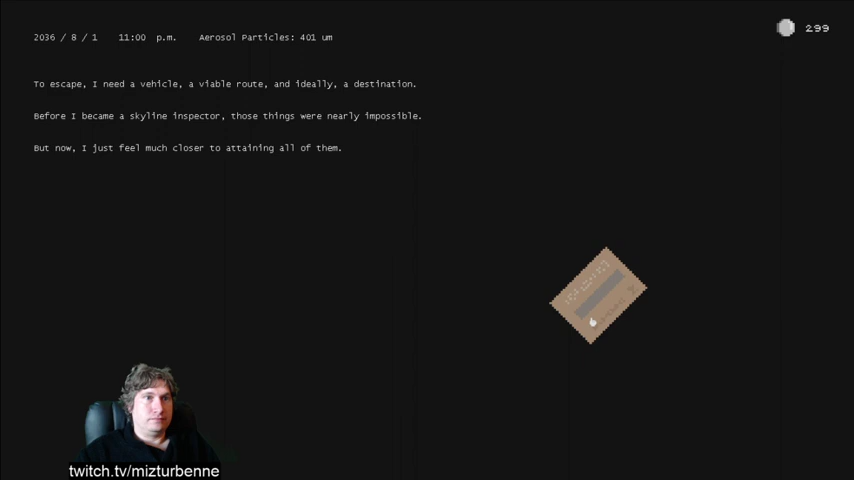 2036 / 8 / 1 11:00 p.m. Aerosol Particles: 401 um
299
To escape, I need a vehicle, a viable route, and ideally, a destination.
Before I became a skyline inspector, those things were nearly impossible.
But now, I just feel much closer to attaining all of them.
twitch.tv/mizturbenne